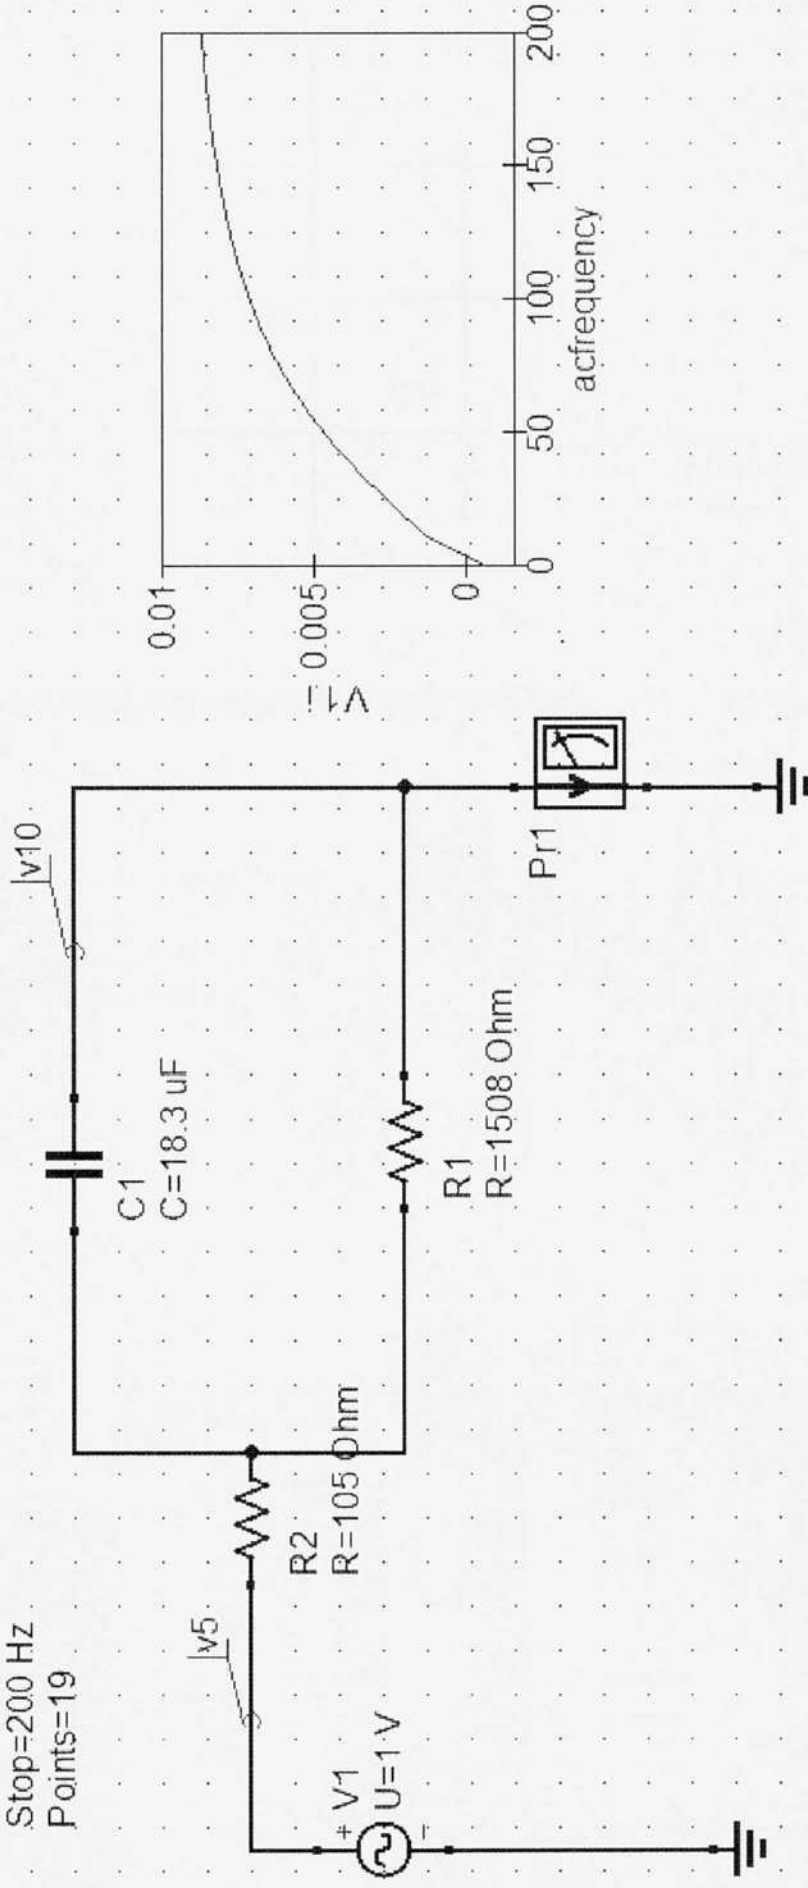 Stop=200 Hz
Points=19
v5
V1
U=1 V
R2
R=105 Ohm
C1
C=18.3 uF
v10
R1
R=1508 Ohm
Pr1
V1.i
0.01
0.005
0
0
50
100
150
200
acfrequency